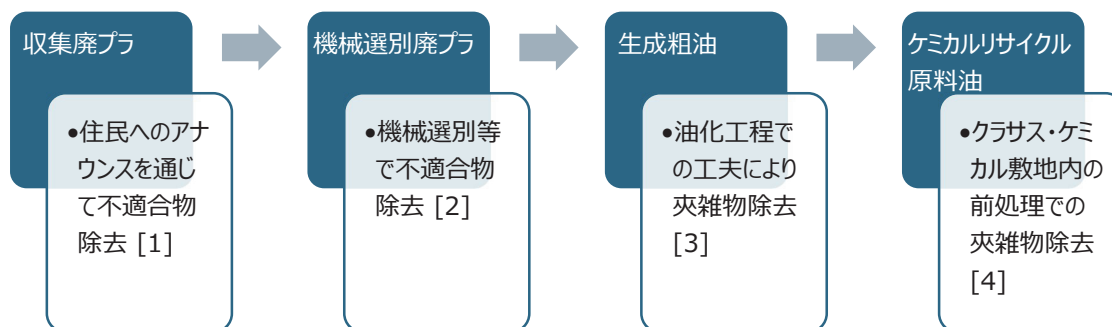 収集廃プラ
•住民へのアナ
ウンスを通じ
て不適合物
除去 [1]
機械選別廃プラ
•機械選別等
で不適合物
除去 [2]
生成粗油
•油化工程で
の工夫により
夾雑物除去
[3]
ケミカルリサイクル
原料油
•クラサス・ケミ
カル敷地内の
前処理での
夾雑物除去
[4]